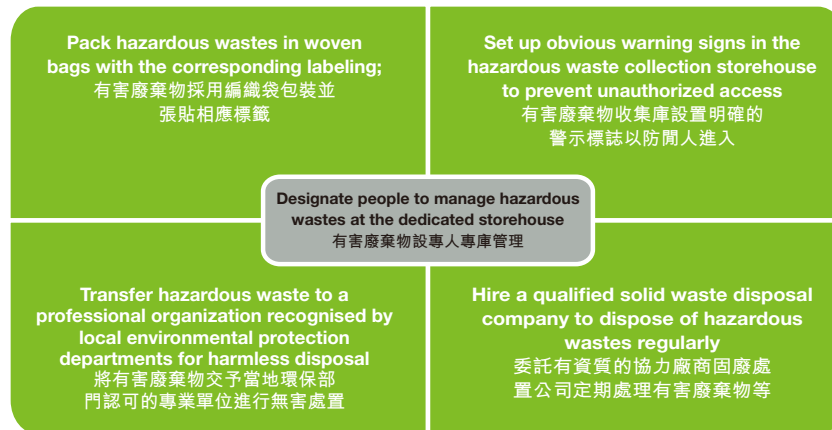 Pack hazardous wastes in woven
bags with the corresponding labeling;
有害廢棄物採用編織袋包裝並
張貼相應標籤
Set up obvious warning signs in the
hazardous waste collection storehouse
to prevent unauthorized access
有害廢棄物收集庫設置明確的
警示標誌以防閒人進入
Designate people to manage hazardous
wastes at the dedicated storehouse
有害廢棄物設專人專庫管理
Transfer hazardous waste to a
professional organization recognised by
local environmental protection
departments for harmless disposal
將有害廢棄物交予當地環保部
門認可的專業單位進行無害處置
Hire a qualified solid waste disposal
company to dispose of hazardous
wastes regularly
委託有資質的協力廠商固廢處
置公司定期處理有害廢棄物等